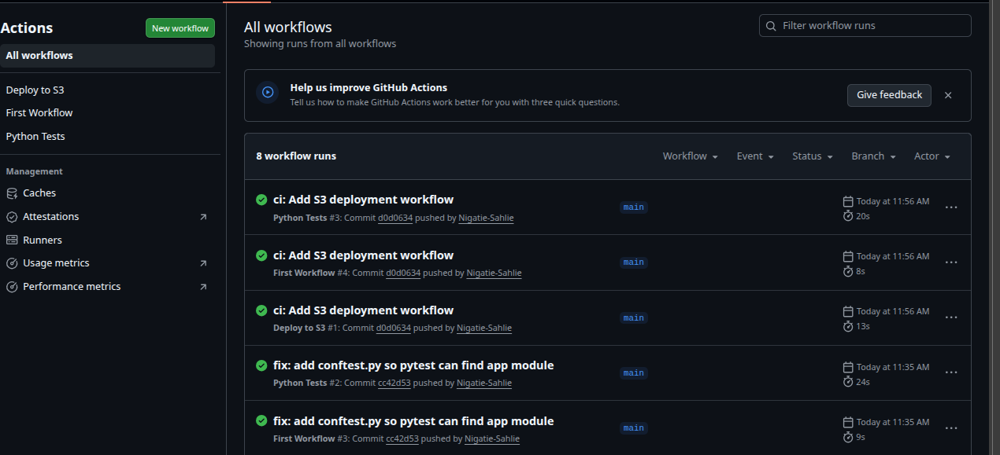 Actions
New workflow
All workflows
Deploy to S3
First Workflow
Python Tests
Management
Caches
Attestations
Runners
Usage metrics
Performance metrics
All workflows
Showing runs from all workflows
Filter workflow runs
Help us improve GitHub Actions
Tell us how to make GitHub Actions work better for you with three quick questions.
Give feedback
8 workflow runs
Workflow Event Status Branch Actor
ci: Add S3 deployment workflow
Python Tests #3: Commit d0d0634 pushed by Nigatie-Sahlie
main
Today at 11:56 AM
20s
ci: Add S3 deployment workflow
First Workflow #4: Commit d0d0634 pushed by Nigatie-Sahlie
main
Today at 11:56 AM
8s
ci: Add S3 deployment workflow
Deploy to S3 #1: Commit d0d0634 pushed by Nigatie-Sahlie
main
Today at 11:56 AM
13s
fix: add conftest.py so pytest can find app module
Python Tests #2: Commit cc42d53 pushed by Nigatie-Sahlie
main
Today at 11:35 AM
24s
fix: add conftest.py so pytest can find app module
First Workflow #3: Commit cc42d53 pushed by Nigatie-Sahlie
main
Today at 11:35 AM
9s